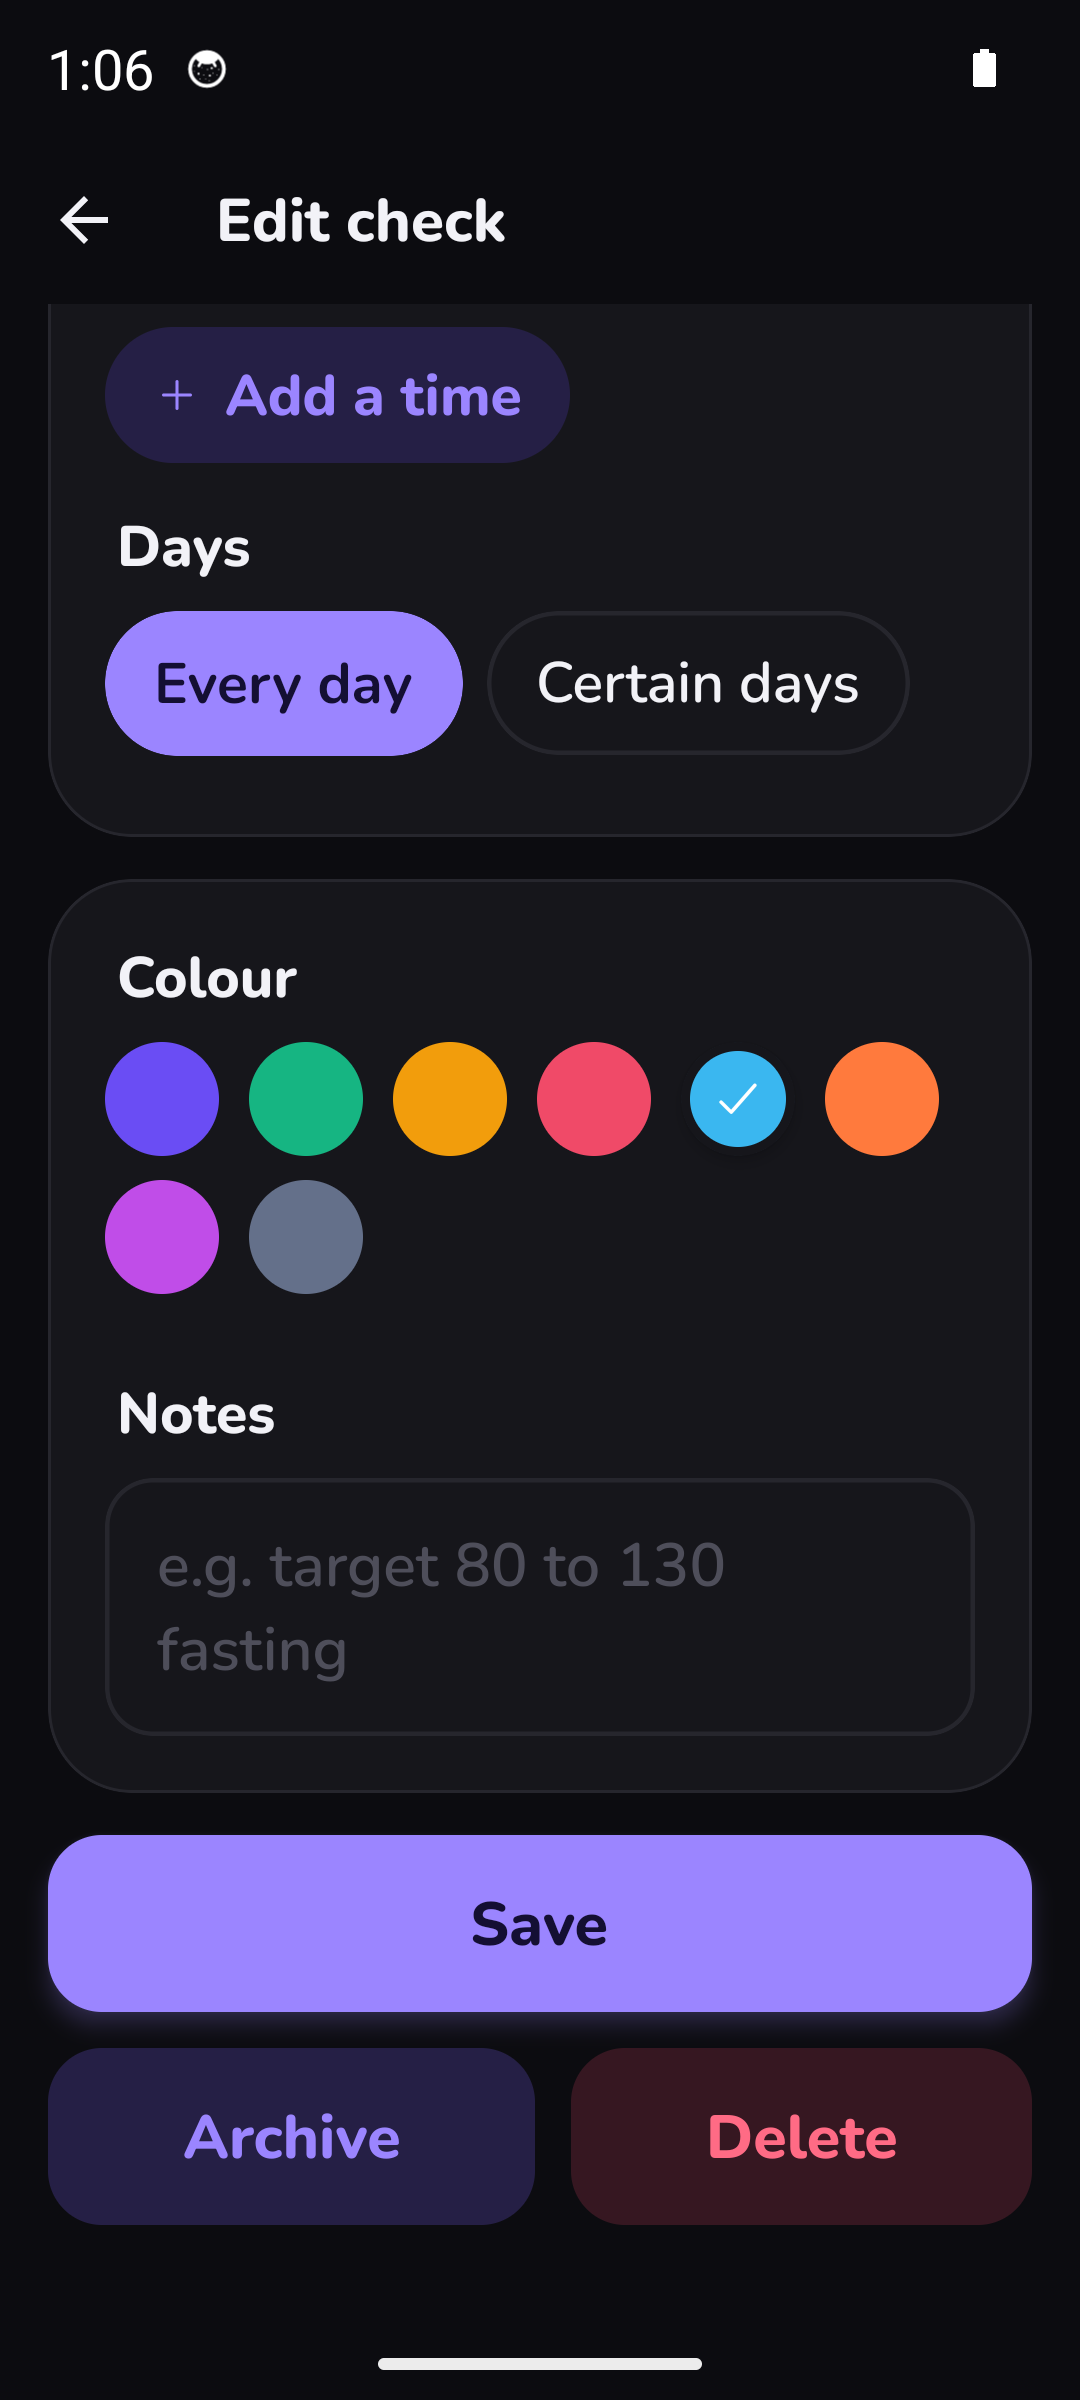 1:06
Edit check
+ Add a time
Days
Every day
Certain days
Colour
Notes
e.g. target 80 to 130
fasting
Save
Archive
Delete